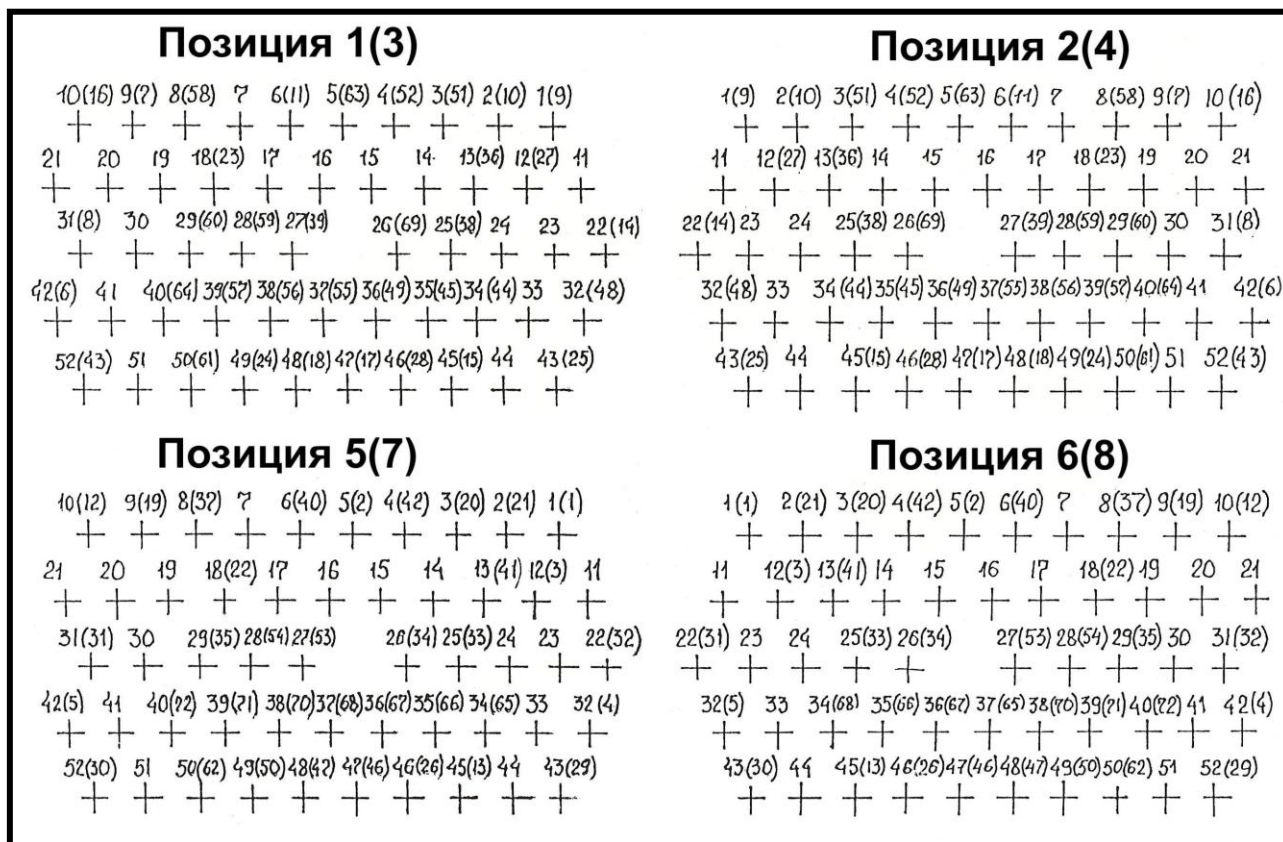 Позиция 1(3)
10(16) 9(7) 8(58) 7 6(11) 5(63) 4(52) 3(51) 2(10) 1(9)
21 20 19 18(23) 17 16 15 14 13(36) 12(27) 11
31(8) 30 29(60) 28(59) 27(39) 26(69) 25(38) 24 23 22(14)
42(6) 41 40(64) 39(57) 38(56) 37(55) 36(49) 35(45) 34(44) 33 32(48)
52(43) 51 50(61) 49(24) 48(18) 47(17) 46(28) 45(15) 44 43(25)
Позиция 2(4)
1(9) 2(10) 3(51) 4(52) 5(63) 6(11) 7 8(58) 9(7) 10(16)
11 12(27) 13(36) 14 15 16 17 18(23) 19 20 21
22(14) 23 24 25(38) 26(69) 27(39) 28(59) 29(60) 30 31(8)
32(48) 33 34(44) 35(45) 36(49) 37(55) 38(56) 39(57) 40(64) 41 42(6)
43(25) 44 45(15) 46(28) 47(17) 48(18) 49(24) 50(61) 51 52(43)
Позиция 5(7)
10(12) 9(19) 8(37) 7 6(40) 5(2) 4(42) 3(20) 2(21) 1(1)
21 20 19 18(22) 17 16 15 14 13(41) 12(3) 11
31(31) 30 29(35) 28(54) 27(53) 26(34) 25(33) 24 23 22(32)
42(5) 41 40(72) 39(71) 38(70) 37(68) 36(67) 35(66) 34(65) 33 32(4)
52(30) 51 50(62) 49(50) 48(47) 47(46) 46(26) 45(13) 44 43(29)
Позиция 6(8)
1(1) 2(21) 3(20) 4(42) 5(2) 6(40) 7 8(37) 9(19) 10(12)
11 12(3) 13(41) 14 15 16 17 18(22) 19 20 21
22(31) 23 24 25(33) 26(34) 27(53) 28(54) 29(35) 30 31(32)
32(5) 33 34(68) 35(66) 36(67) 37(65) 38(70) 39(71) 40(72) 41 42(4)
43(30) 44 45(13) 46(26) 47(46) 48(47) 49(50) 50(62) 51 52(29)